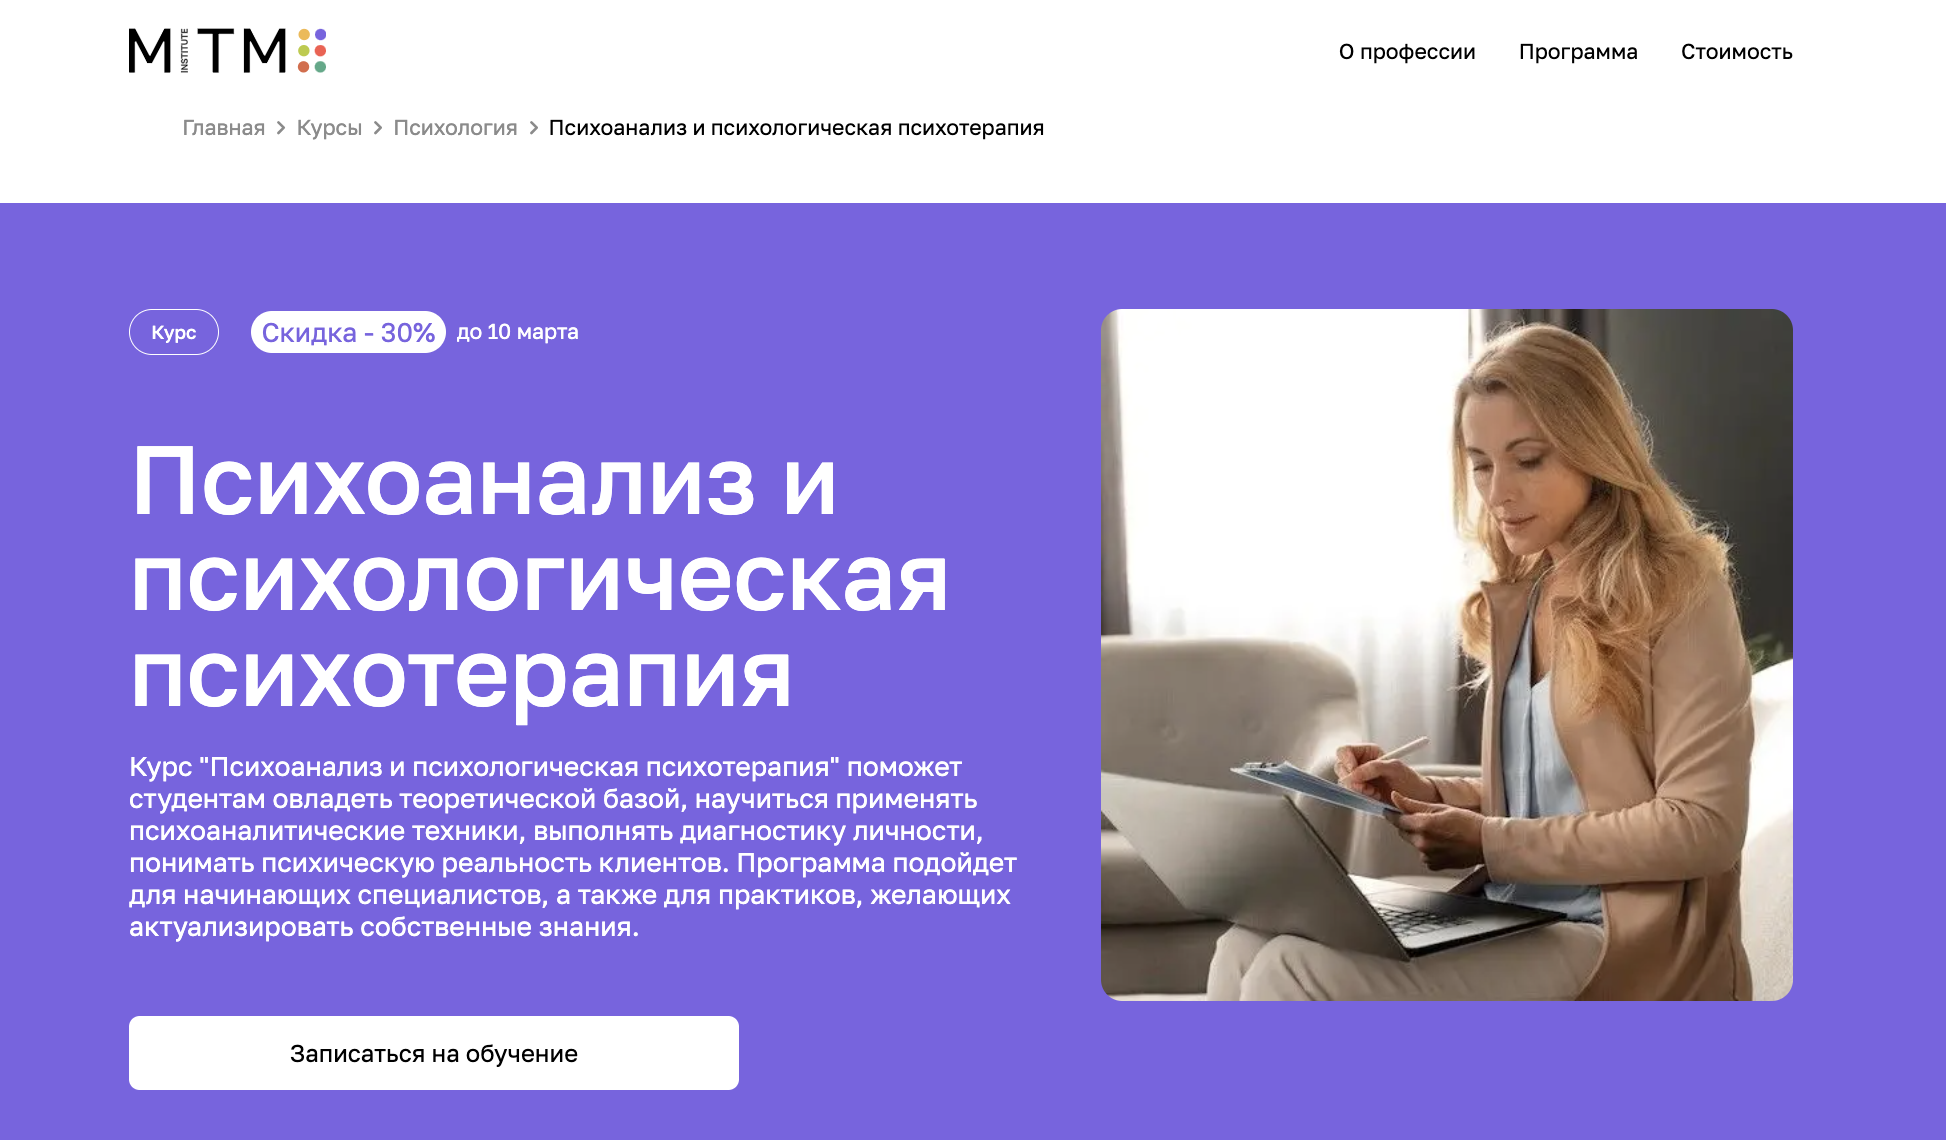 MITM INSTITUTE
О профессии
Программа
Стоимость
Главная > Курсы > Психология > Психоанализ и психологическая психотерапия
Курс
Скидка - 30% до 10 марта
Психоанализ и
психологическая
психотерапия
Курс "Психоанализ и психологическая психотерапия" поможет
студентам овладеть теоретической базой, научиться применять
психоаналитические техники, выполнять диагностику личности,
понимать психическую реальность клиентов. Программа подойдет
для начинающих специалистов, а также для практиков, желающих
актуализировать собственные знания.
Записаться на обучение